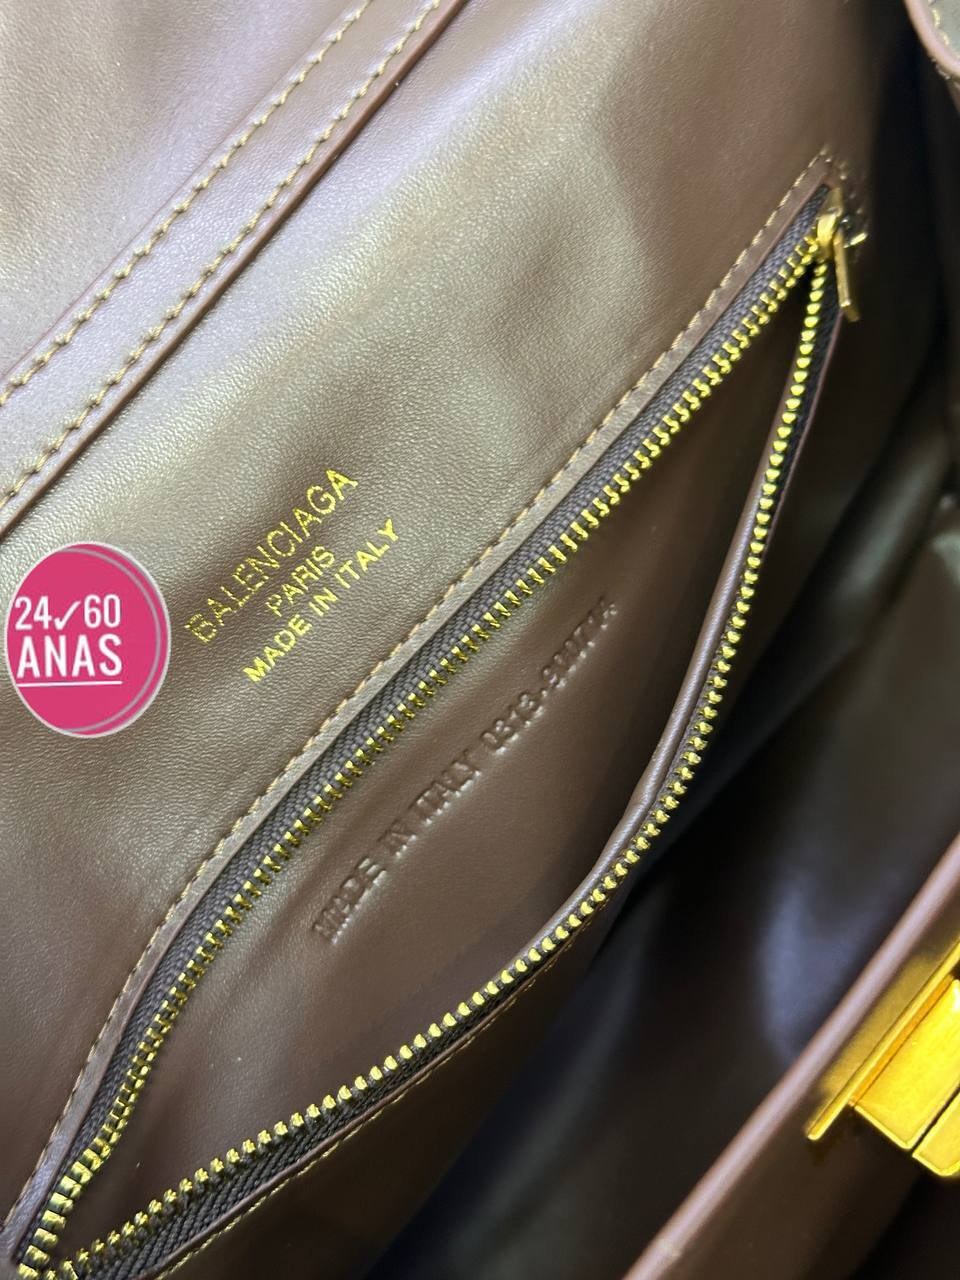 BALENCIAGA
PARIS
MADE IN ITALY
24✓60
ANAS
MADE IN ITALY